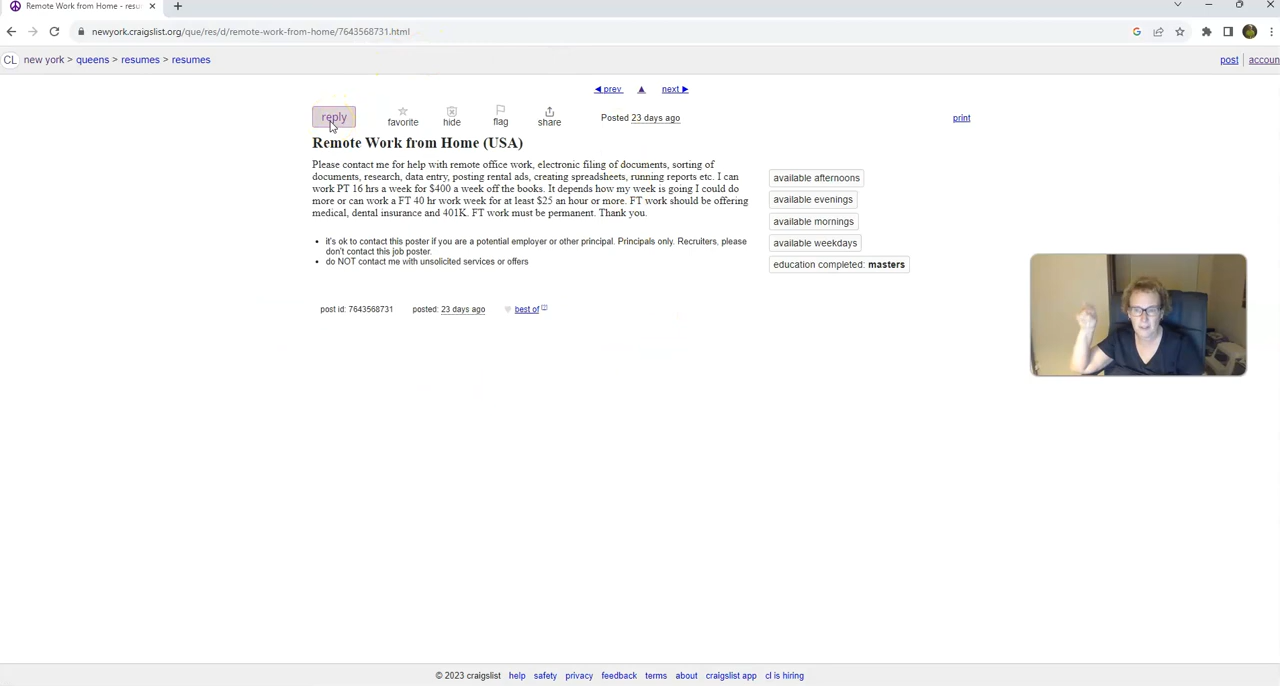 Remote Work from Home - resu
newyork.craigslist.org/que/res/d/remote-work-from-home/7643568731.html
CL new york > queens > resumes > resumes
post accoun
◀ prev ▲ next ▶
reply favorite hide flag share Posted 23 days ago print
Remote Work from Home (USA)
Please contact me for help with remote office work, electronic filing of documents, sorting of
documents, research, data entry, posting rental ads, creating spreadsheets, running reports etc. I can
work PT 16 hrs a week for $400 a week off the books. It depends how my week is going I could do
more or can work a FT 40 hr work week for at least $25 an hour or more. FT work should be offering
medical, dental insurance and 401K. FT work must be permanent. Thank you.
available afternoons
available evenings
available mornings
available weekdays
education completed: masters
• it's ok to contact this poster if you are a potential employer or other principal. Principals only. Recruiters, please
don't contact this job poster.
• do NOT contact me with unsolicited services or offers
post id: 7643568731 posted: 23 days ago ♥ best of [?]
© 2023 craigslist help safety privacy feedback terms about craigslist app cl is hiring